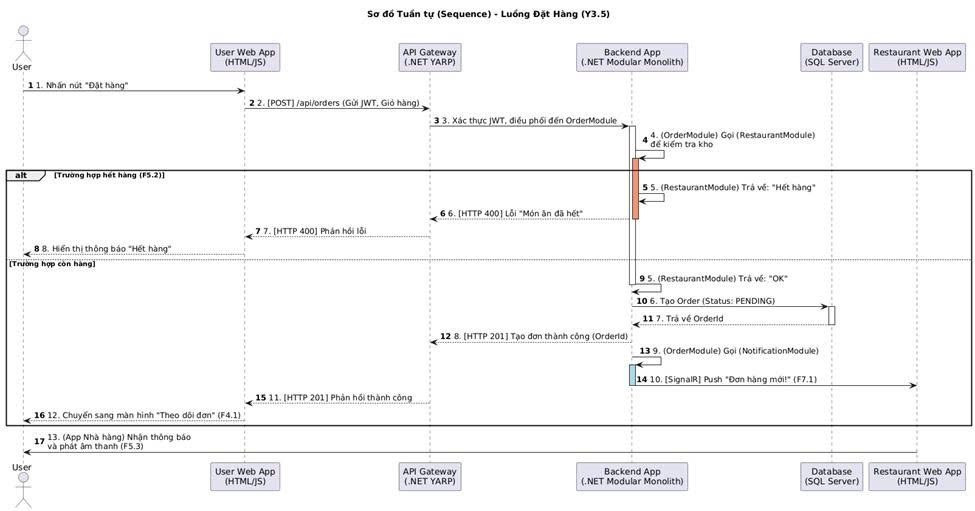 Sơ đồ Tuần tự (Sequence) - Luồng Đặt Hàng (Y3.5)
User
User Web App
(HTML/JS)
API Gateway
(.NET YARP)
Backend App
(.NET Modular Monolith)
Database
(SQL Server)
Restaurant Web App
(HTML/JS)
1 1. Nhấn nút "Đặt hàng"
2 2. [POST] /api/orders (Gửi JWT, Giỏ hàng)
3 3. Xác thực JWT, điều phối đến OrderModule
4 4. (OrderModule) Gọi (RestaurantModule)
để kiểm tra kho
alt [Trường hợp hết hàng (F5.2)]
5 5. (RestaurantModule) Trả về: "Hết hàng"
6 6. [HTTP 400] Lỗi "Món ăn đã hết"
7 7. [HTTP 400] Phản hồi lỗi
8 8. Hiển thị thông báo "Hết hàng"
[Trường hợp còn hàng]
9 5. (RestaurantModule) Trả về: "OK"
10 6. Tạo Order (Status: PENDING)
11 7. Trả về OrderId
12 8. [HTTP 201] Tạo đơn thành công (OrderId)
13 9. (OrderModule) Gọi (NotificationModule)
14 10. [SignalR] Push "Đơn hàng mới!" (F7.1)
15 11. [HTTP 201] Phản hồi thành công
16 12. Chuyển sang màn hình "Theo dõi đơn" (F4.1)
17 13. (App Nhà hàng) Nhận thông báo
và phát âm thanh (F5.3)
User
User Web App
(HTML/JS)
API Gateway
(.NET YARP)
Backend App
(.NET Modular Monolith)
Database
(SQL Server)
Restaurant Web App
(HTML/JS)